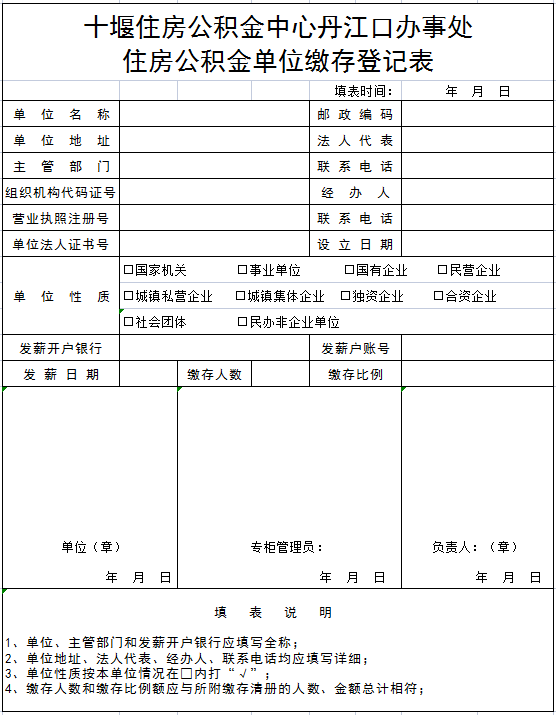 十堰住房公积金中心丹江口办事处
住房公积金单位缴存登记表
填表时间： 年 月 日
单位名称 邮政编码
单位地址 法人代表
主管部门 联系电话
组织机构代码证号 经办人
营业执照注册号 联系电话
单位法人证书号 设立日期
单位性质
□国家机关 □事业单位 □国有企业 □民营企业
□城镇私营企业 □城镇集体企业 □独资企业 □合资企业
□社会团体 □民办非企业单位
发薪开户银行 发薪户账号
发薪日期 缴存人数 缴存比例
单位（章） 专柜管理员： 负责人：（章）
年 月 日 年 月 日 年 月 日
填 表 说 明
1、单位、主管部门和发薪开户银行应填写全称；
2、单位地址、法人代表、经办人、联系电话均应填写详细；
3、单位性质按本单位情况在□内打“√”；
4、缴存人数和缴存比例额应与所附缴存清册的人数、金额总计相符；